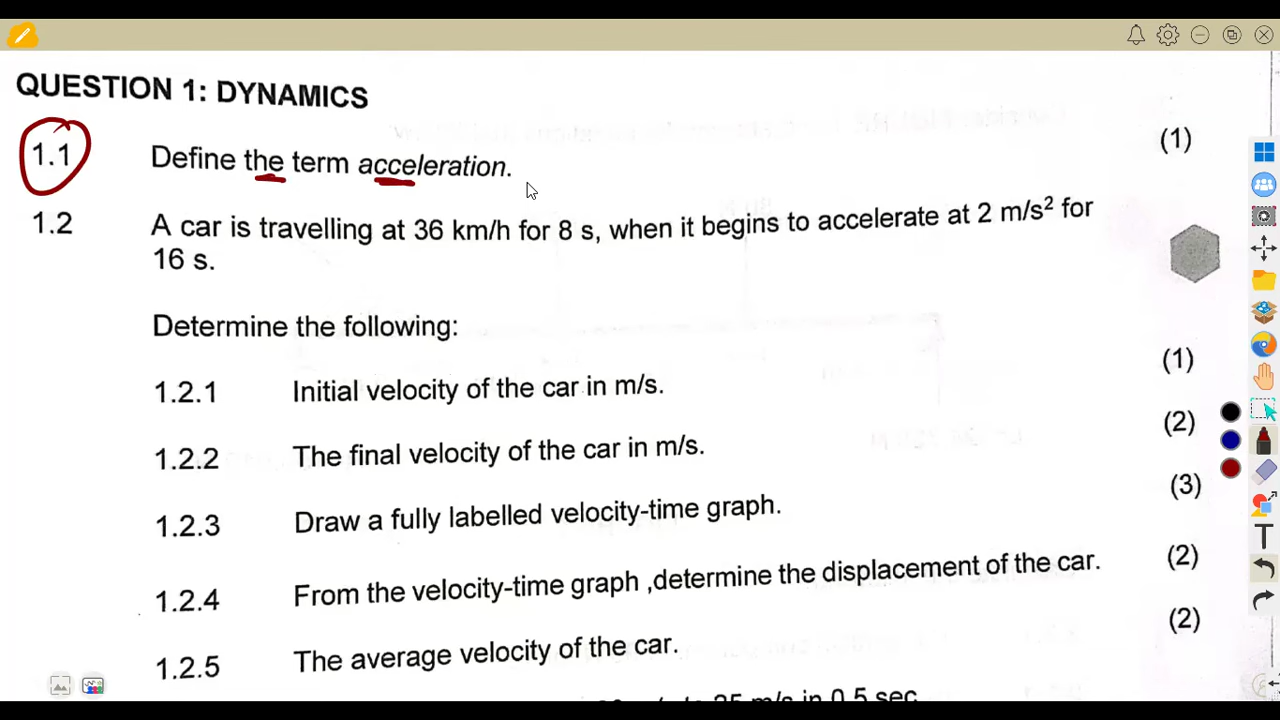 QUESTION 1: DYNAMICS
1.1 Define the term acceleration. (1)
1.2 A car is travelling at 36 km/h for 8 s, when it begins to accelerate at 2 m/s² for
16 s.
Determine the following:
1.2.1 Initial velocity of the car in m/s. (1)
1.2.2 The final velocity of the car in m/s. (2)
1.2.3 Draw a fully labelled velocity-time graph. (3)
1.2.4 From the velocity-time graph ,determine the displacement of the car. (2)
1.2.5 The average velocity of the car. (2)
in 0.5 sec
T